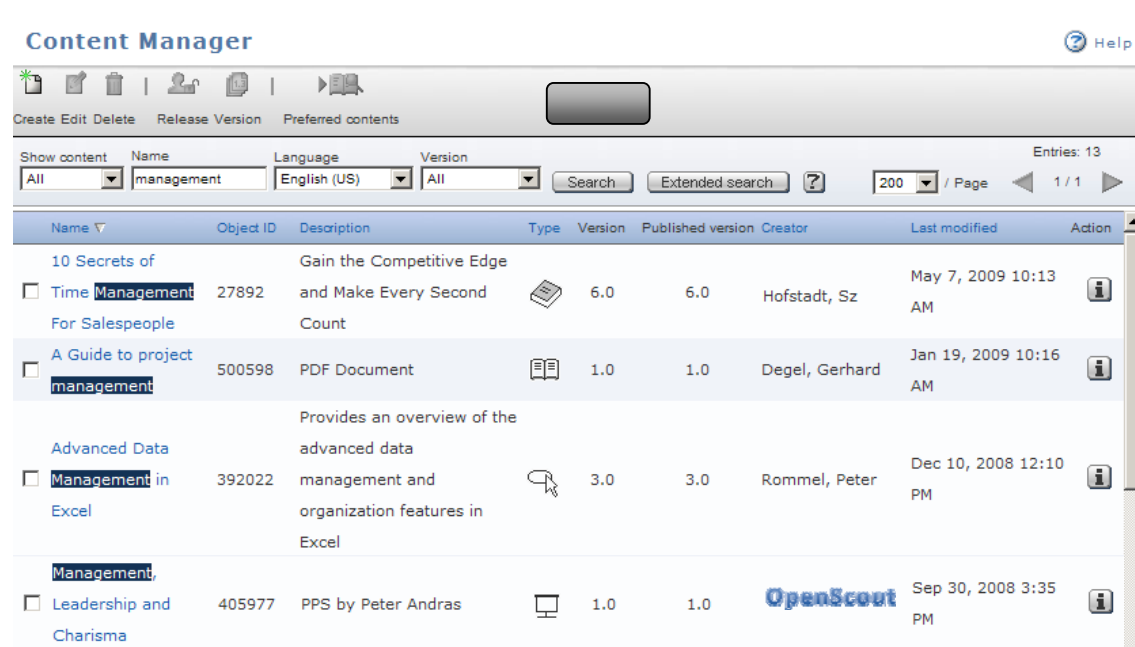 Content Manager
Help
Create Edit Delete Release Version Preferred contents
Show content Name Language Version Entries: 13
All management English (US) All Search Extended search ? 200 / Page 1 / 1
Name Object ID Description Type Version Published version Creator Last modified Action
10 Secrets of
Time Management
For Salespeople
27892
Gain the Competitive Edge
and Make Every Second
Count
6.0
6.0
Hofstadt, Sz
May 7, 2009 10:13
AM
A Guide to project
management
500598
PDF Document
1.0
1.0
Degel, Gerhard
Jan 19, 2009 10:16
AM
Advanced Data
Management in
Excel
392022
Provides an overview of the
advanced data
management and
organization features in
Excel
3.0
3.0
Rommel, Peter
Dec 10, 2008 12:10
PM
Management,
Leadership and
Charisma
405977
PPS by Peter Andras
1.0
1.0
OpenScout
Sep 30, 2008 3:35
PM